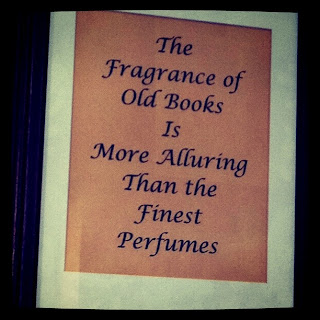 The
Fragrance of
Old Books
Is
More Alluring
Than the
Finest
Perfumes